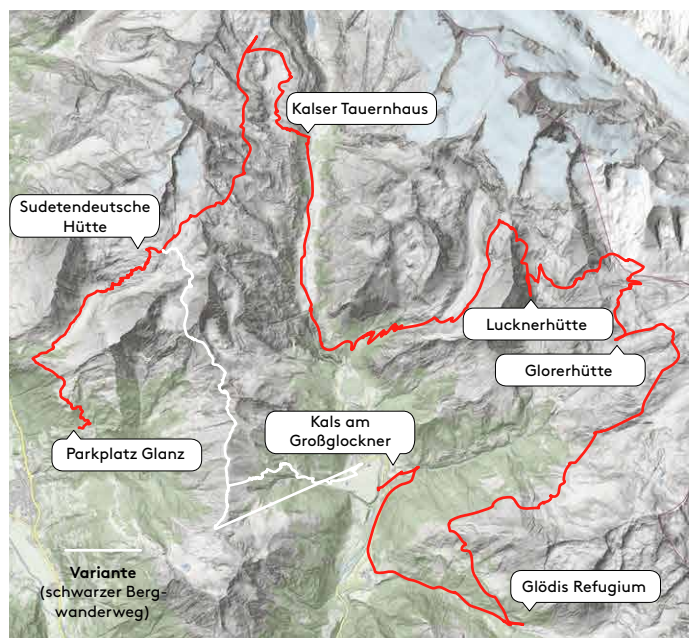 Kalser Tauernhaus
Sudetendeutsche
Hütte
Lucknerhütte
Glorerhütte
Kals am
Großglockner
Parkplatz Glanz
Variante
(schwarzer Berg-
wanderweg)
Glödis Refugium